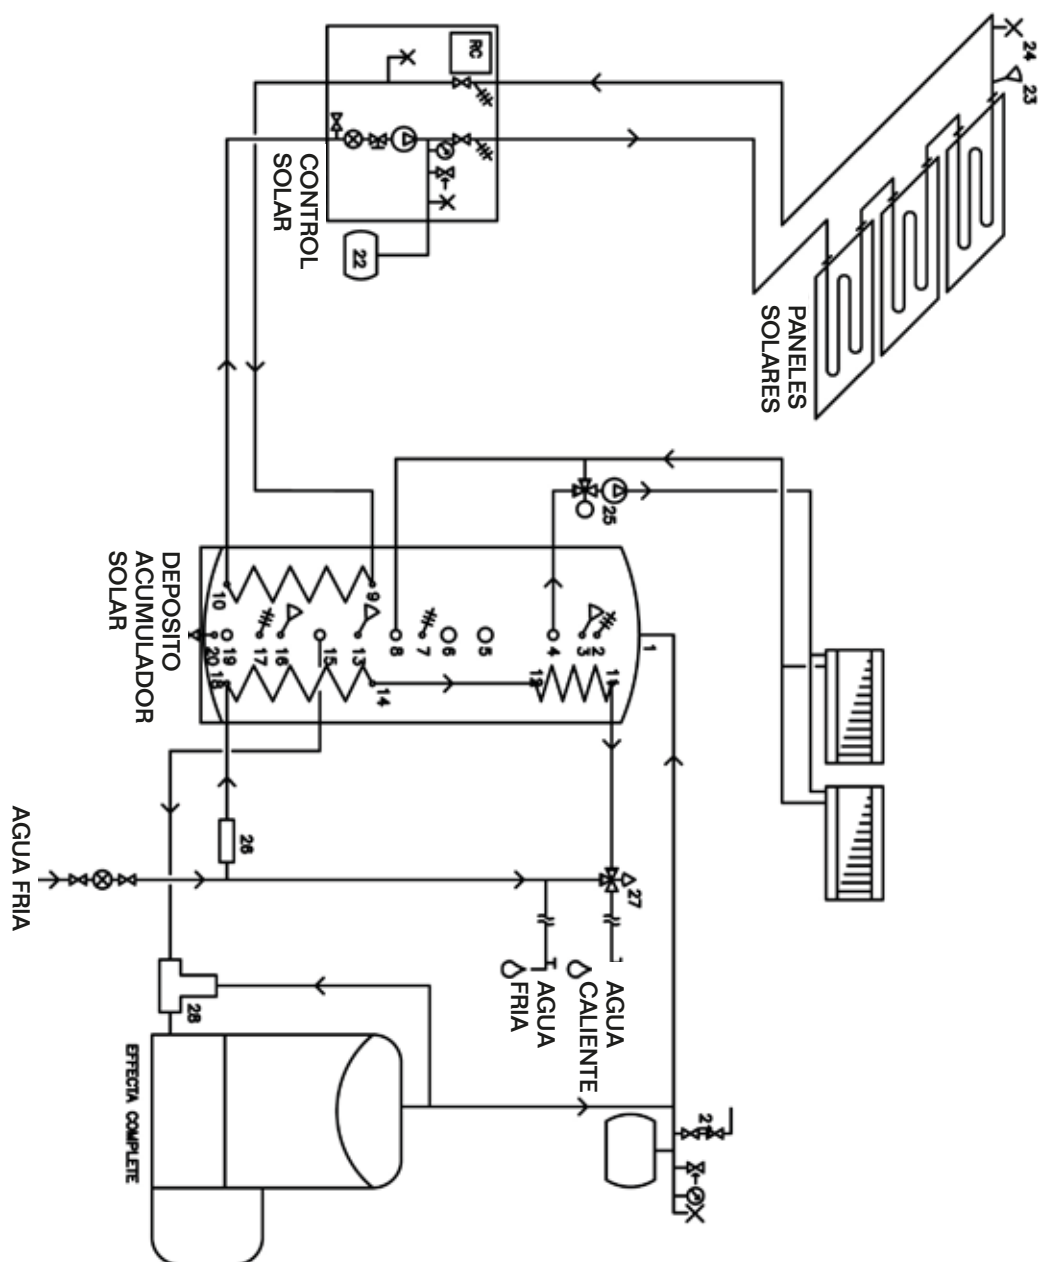 24
23
PANELES
SOLARES
RC
CONTROL
SOLAR
22
25
1
2
3
11
4
12
5
6
7
8
9
13
14
15
16
17
10
18
19
20
DEPOSITO
ACUMULADOR
SOLAR
21
27
AGUA
CALIENTE
AGUA
FRIA
26
AGUA FRIA
28
EFFECTA COMPLETE